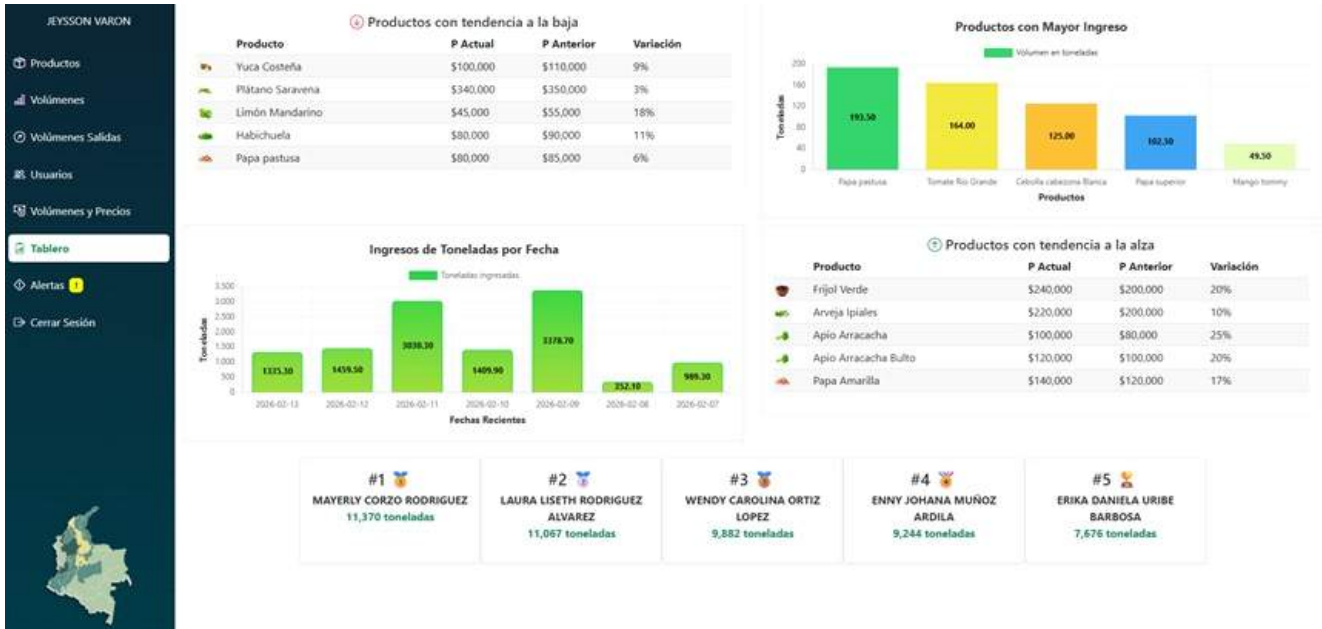 JEYSSON VARON
Productos
Volúmenes
Volúmenes Salidas
Usuarios
Volúmenes y Precios
Tablero
Alertas 1
Cerrar Sesión
Productos con tendencia a la baja
Producto P Actual P Anterior Variación
Yuca Costeña $100,000 $110,000 9%
Plátano Saravena $340,000 $350,000 3%
Limón Mandarino $45,000 $55,000 18%
Habichuela $80,000 $90,000 11%
Papa pastusa $80,000 $85,000 6%
Productos con Mayor Ingreso
Volumen en toneladas
Toneladas
200
160
120
80
40
0
193.50
164.00
125.00
102.50
49.50
Papa pastusa Tomate Rio Grande Cebolla cabezona Blanca Papa superior Mango tommy
Productos
Ingresos de Toneladas por Fecha
Toneladas ingresadas
Toneladas
3.500
3.000
2.500
2.000
1.500
1.000
500
0
1335.30
1459.50
3030.30
1409.90
3378.70
352.10
989.30
2026-02-13 2026-02-12 2026-02-11 2026-02-10 2026-02-09 2026-02-08 2026-02-07
Fechas Recientes
Productos con tendencia a la alza
Producto P Actual P Anterior Variación
Frijol Verde $240,000 $200,000 20%
Arveja Ipiales $220,000 $200,000 10%
Apio Arracacha $100,000 $80,000 25%
Apio Arracacha Bulto $120,000 $100,000 20%
Papa Amarilla $140,000 $120,000 17%
#1
MAYERLY CORZO RODRIGUEZ
11,370 toneladas
#2
LAURA LISETH RODRIGUEZ
ALVAREZ
11,067 toneladas
#3
WENDY CAROLINA ORTIZ
LOPEZ
9,882 toneladas
#4
ENNY JOHANA MUÑOZ
ARDILA
9,244 toneladas
#5
ERIKA DANIELA URIBE
BARBOSA
7,676 toneladas